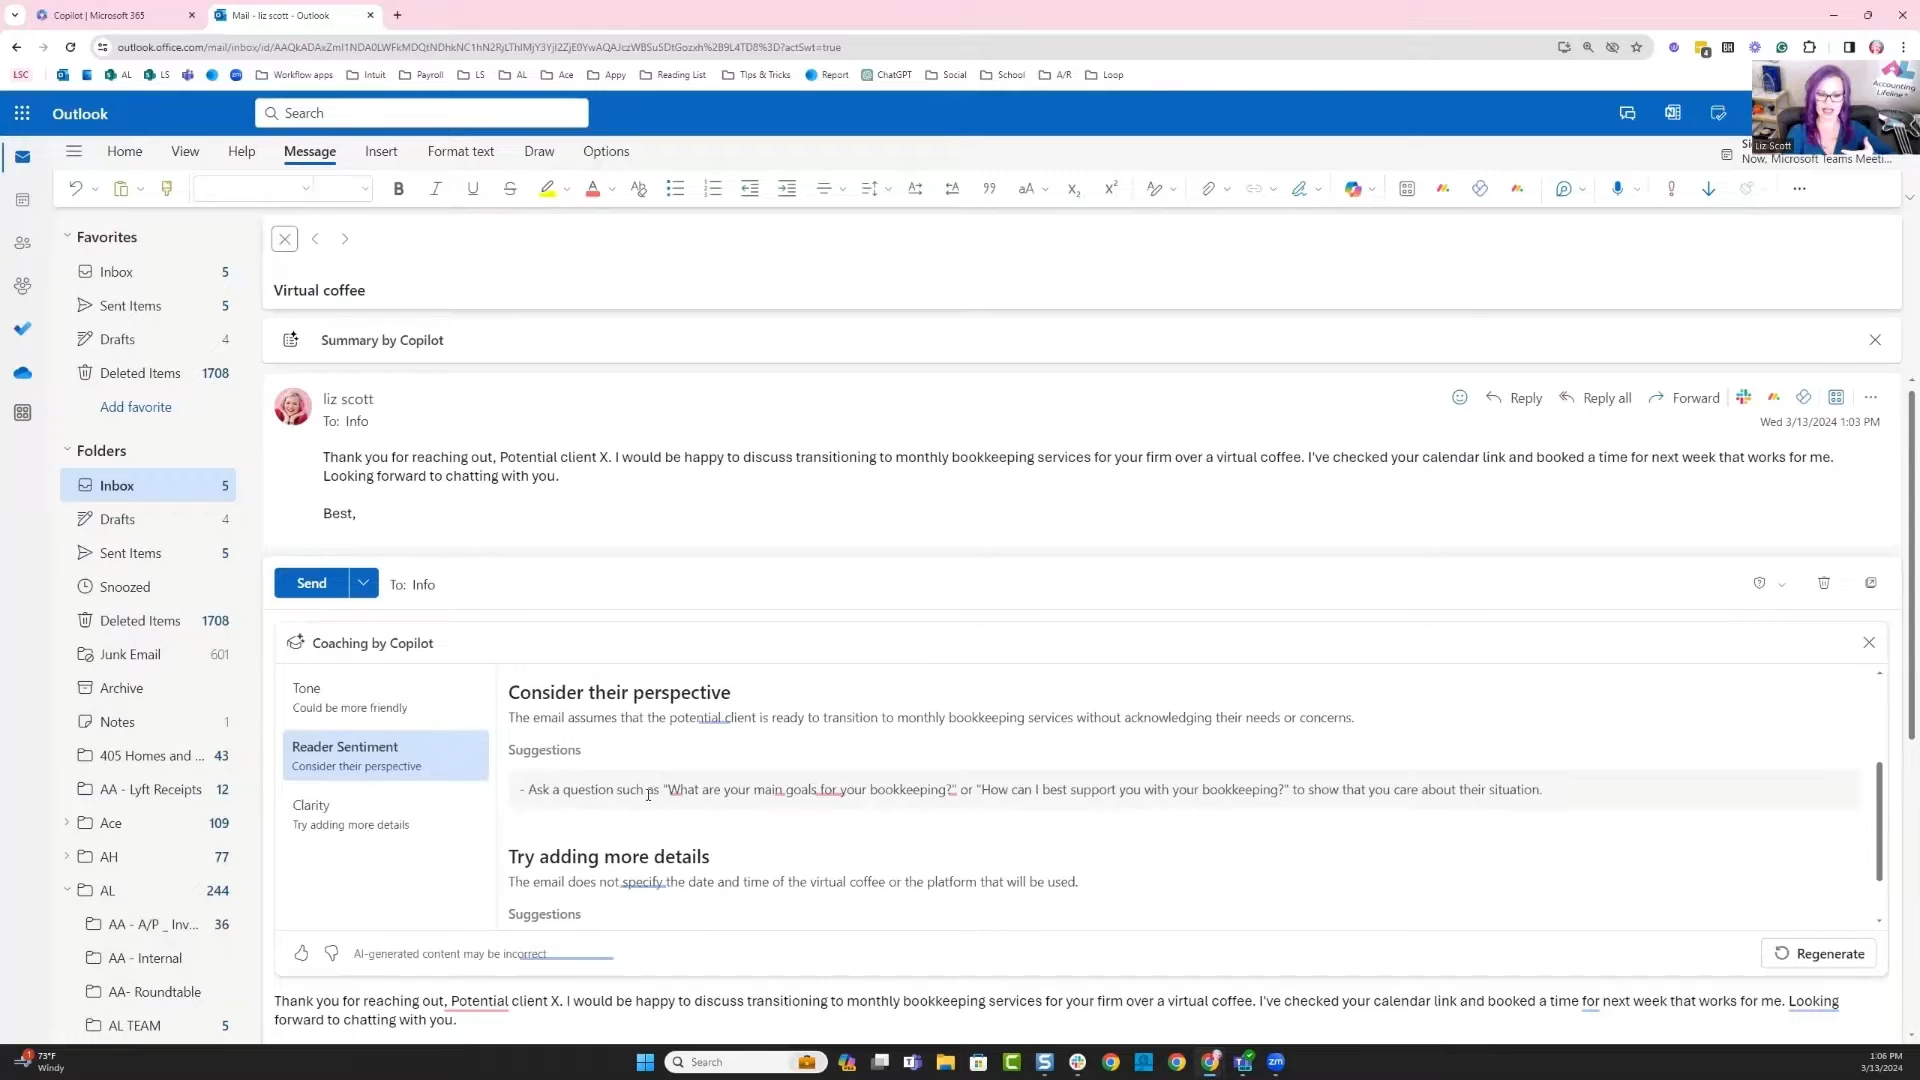 Copilot | Microsoft 365
Mail - liz scott - Outlook
outlook.office.com/mail/inbox/id/AAQkADAxZmI1NDA0LWFkMDQtNDhkNC1hN2RjLThlMjY3YjI2ZjE0YwAQAJczWBSu5DtGozxh%2B9L4TD8%3D?actSwt=true
LSC
AL
LS
Workflow apps
Intuit
Payroll
LS
AL
Ace
Appy
Reading List
TIps & Tricks
Report
ChatGPT
Social
School
A/R
Loop
Outlook
Search
AL
Accounting
Lifeline
Liz Scott
Home
View
Help
Message
Insert
Format text
Draw
Options
Now, Microsoft Teams Meeti...
Favorites
Inbox 5
Sent Items 5
Drafts 4
Deleted Items 1708
Add favorite
Folders
Inbox 5
Drafts 4
Sent Items 5
Snoozed
Deleted Items 1708
Junk Email 601
Archive
Notes 1
405 Homes and ... 43
AA - Lyft Receipts 12
Ace 109
AH 77
AL 244
AA - A/P _ Inv... 36
AA - Internal
AA- Roundtable
AL TEAM 5
Virtual coffee
Summary by Copilot
liz scott
To: Info
Reply
Reply all
Forward
Wed 3/13/2024 1:03 PM
Thank you for reaching out, Potential client X. I would be happy to discuss transitioning to monthly bookkeeping services for your firm over a virtual coffee. I've checked your calendar link and booked a time for next week that works for me.
Looking forward to chatting with you.
Best,
Send
To: Info
Coaching by Copilot
Tone
Could be more friendly
Reader Sentiment
Consider their perspective
Clarity
Try adding more details
Consider their perspective
The email assumes that the potential client is ready to transition to monthly bookkeeping services without acknowledging their needs or concerns.
Suggestions
- Ask a question such as "What are your main goals for your bookkeeping?" or "How can I best support you with your bookkeeping?" to show that you care about their situation.
Try adding more details
The email does not specify the date and time of the virtual coffee or the platform that will be used.
Suggestions
AI-generated content may be incorrect
Regenerate
Thank you for reaching out, Potential client X. I would be happy to discuss transitioning to monthly bookkeeping services for your firm over a virtual coffee. I've checked your calendar link and booked a time for next week that works for me. Looking
forward to chatting with you.
73°F
Windy
Search
1:06 PM
3/13/2024